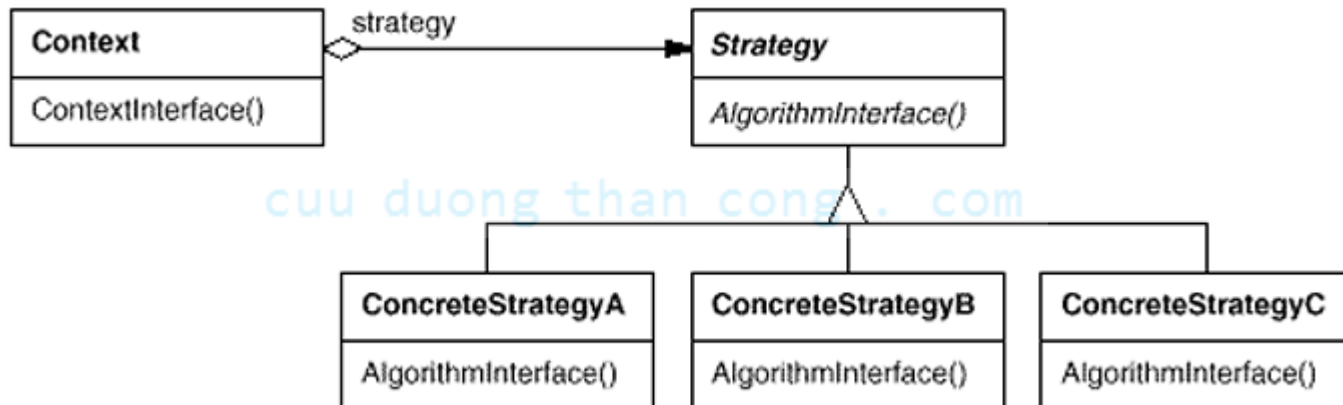 Context
ContextInterface()
strategy
Strategy
AlgorithmInterface()
cuu duong than cong . com
ConcreteStrategyA
AlgorithmInterface()
ConcreteStrategyB
AlgorithmInterface()
ConcreteStrategyC
AlgorithmInterface()